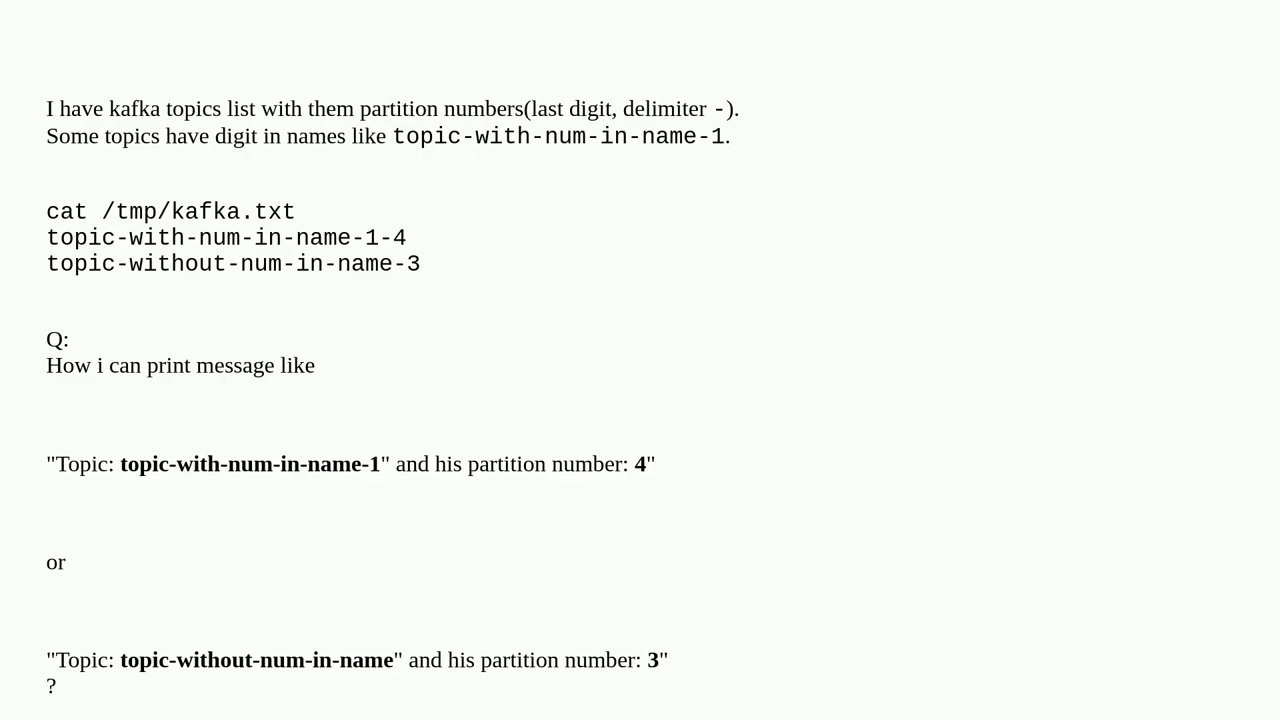 I have kafka topics list with them partition numbers(last digit, delimiter -).
Some topics have digit in names like topic-with-num-in-name-1.
cat /tmp/kafka.txt
topic-with-num-in-name-1-4
topic-without-num-in-name-3
Q:
How i can print message like
"Topic: topic-with-num-in-name-1" and his partition number: 4"
or
"Topic: topic-without-num-in-name" and his partition number: 3"
?